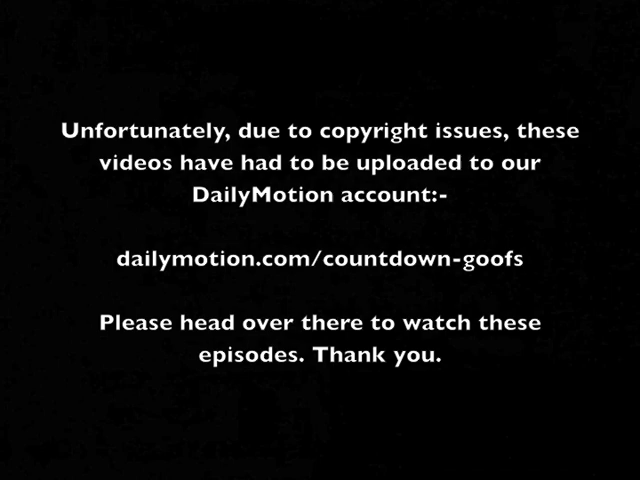 Unfortunately, due to copyright issues, these
videos have had to be uploaded to our
DailyMotion account:-
dailymotion.com/countdown-goofs
Please head over there to watch these
episodes. Thank you.